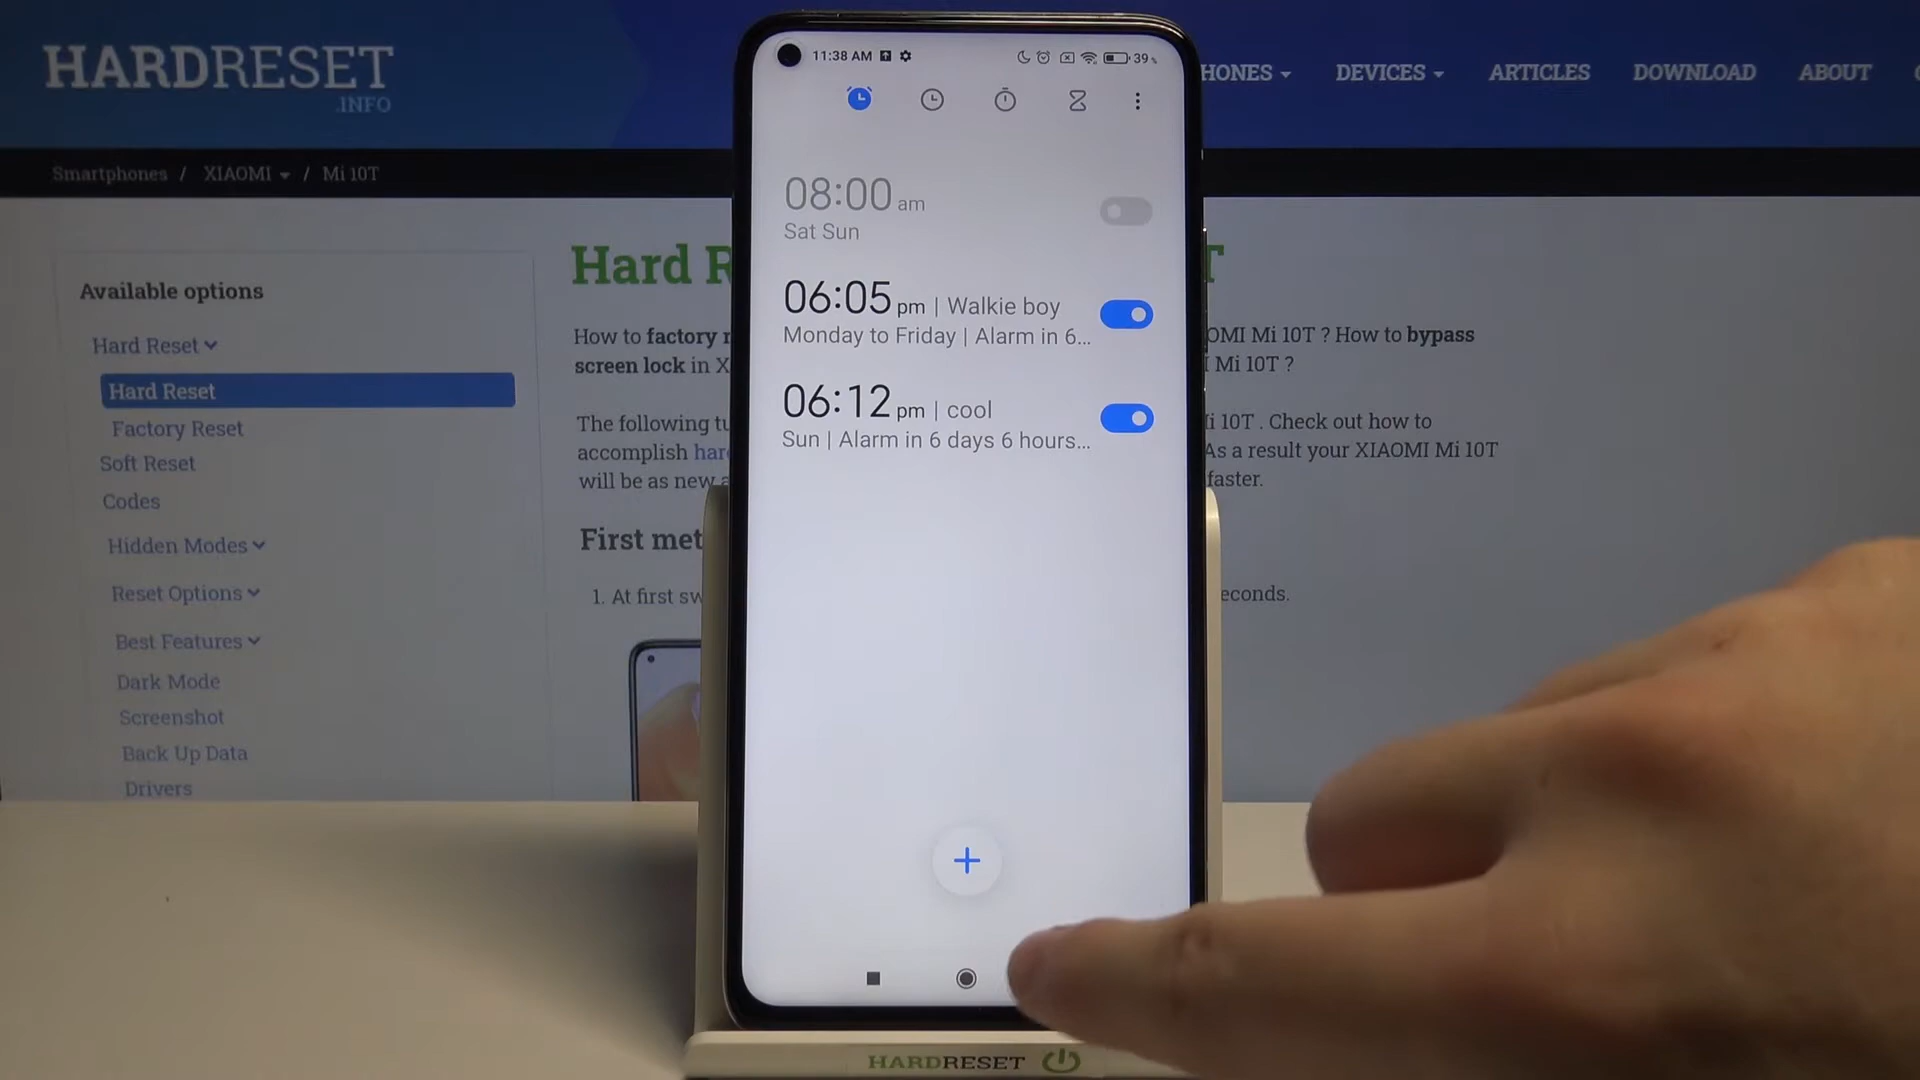 HARDRESET
.INFO
HONES
DEVICES
ARTICLES
DOWNLOAD
ABOUT
Smartphones / XIAOMI / Mi 10T
Available options
Hard Reset
Hard Reset
Factory Reset
Soft Reset
Codes
Hidden Modes
Reset Options
Best Features
Dark Mode
Screenshot
Back Up Data
Drivers
Hard R
T
How to factory r
OMI Mi 10T ? How to bypass
screen lock in X
Mi 10T ?
The following tu
i 10T . Check out how to
accomplish har
As a result your XIAOMI Mi 10T
will be as new a
faster.
First met
1. At first sw
econds.
11:38 AM
39%
08:00 am
Sat Sun
06:05 pm | Walkie boy
Monday to Friday | Alarm in 6...
06:12 pm | cool
Sun | Alarm in 6 days 6 hours...
HARDRESET